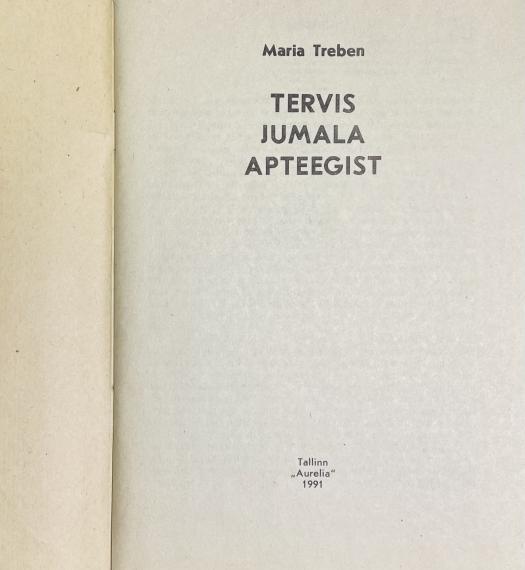 Maria Treben
TERVIS
JUMALA
APTEEGIST
Tallinn
„Aurelia"
1991